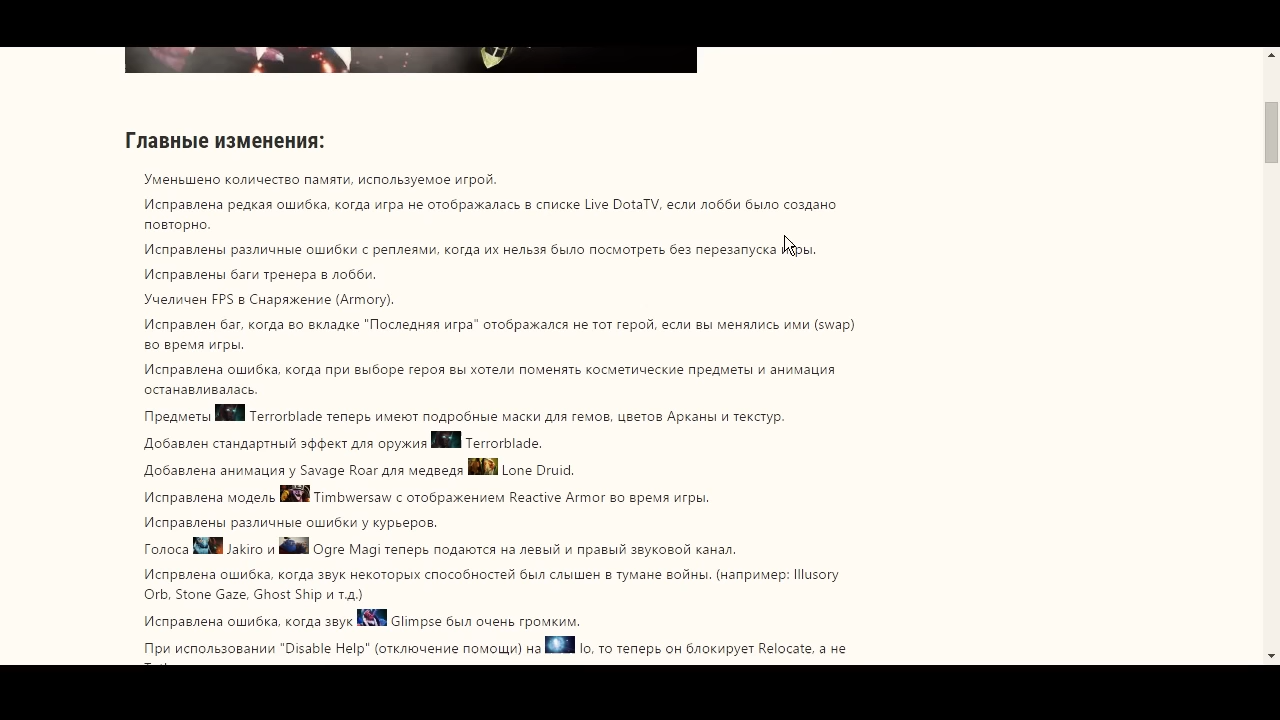 Главные изменения:
Уменьшено количество памяти, используемое игрой.
Исправлена редкая ошибка, когда игра не отображалась в списке Live DotaTV, если лобби было создано
повторно.
Исправлены различные ошибки с реплеями, когда их нельзя было посмотреть без перезапуска игры.
Исправлены баги тренера в лобби.
Учеличен FPS в Снаряжение (Armory).
Исправлен баг, когда во вкладке "Последняя игра" отображался не тот герой, если вы менялись ими (swap)
во время игры.
Исправлена ошибка, когда при выборе героя вы хотели поменять косметические предметы и анимация
останавливалась.
Предметы Terrorblade теперь имеют подробные маски для гемов, цветов Арканы и текстур.
Добавлен стандартный эффект для оружия Terrorblade.
Добавлена анимация у Savage Roar для медведя Lone Druid.
Исправлена модель Timbwersaw с отображением Reactive Armor во время игры.
Исправлены различные ошибки у курьеров.
Голоса Jakiro и Ogre Magi теперь подаются на левый и правый звуковой канал.
Испрвлена ошибка, когда звук некоторых способностей был слышен в тумане войны. (например: Illusory
Orb, Stone Gaze, Ghost Ship и т.д.)
Исправлена ошибка, когда звук Glimpse был очень громким.
При использовании "Disable Help" (отключение помощи) на Io, то теперь он блокирует Relocate, а не